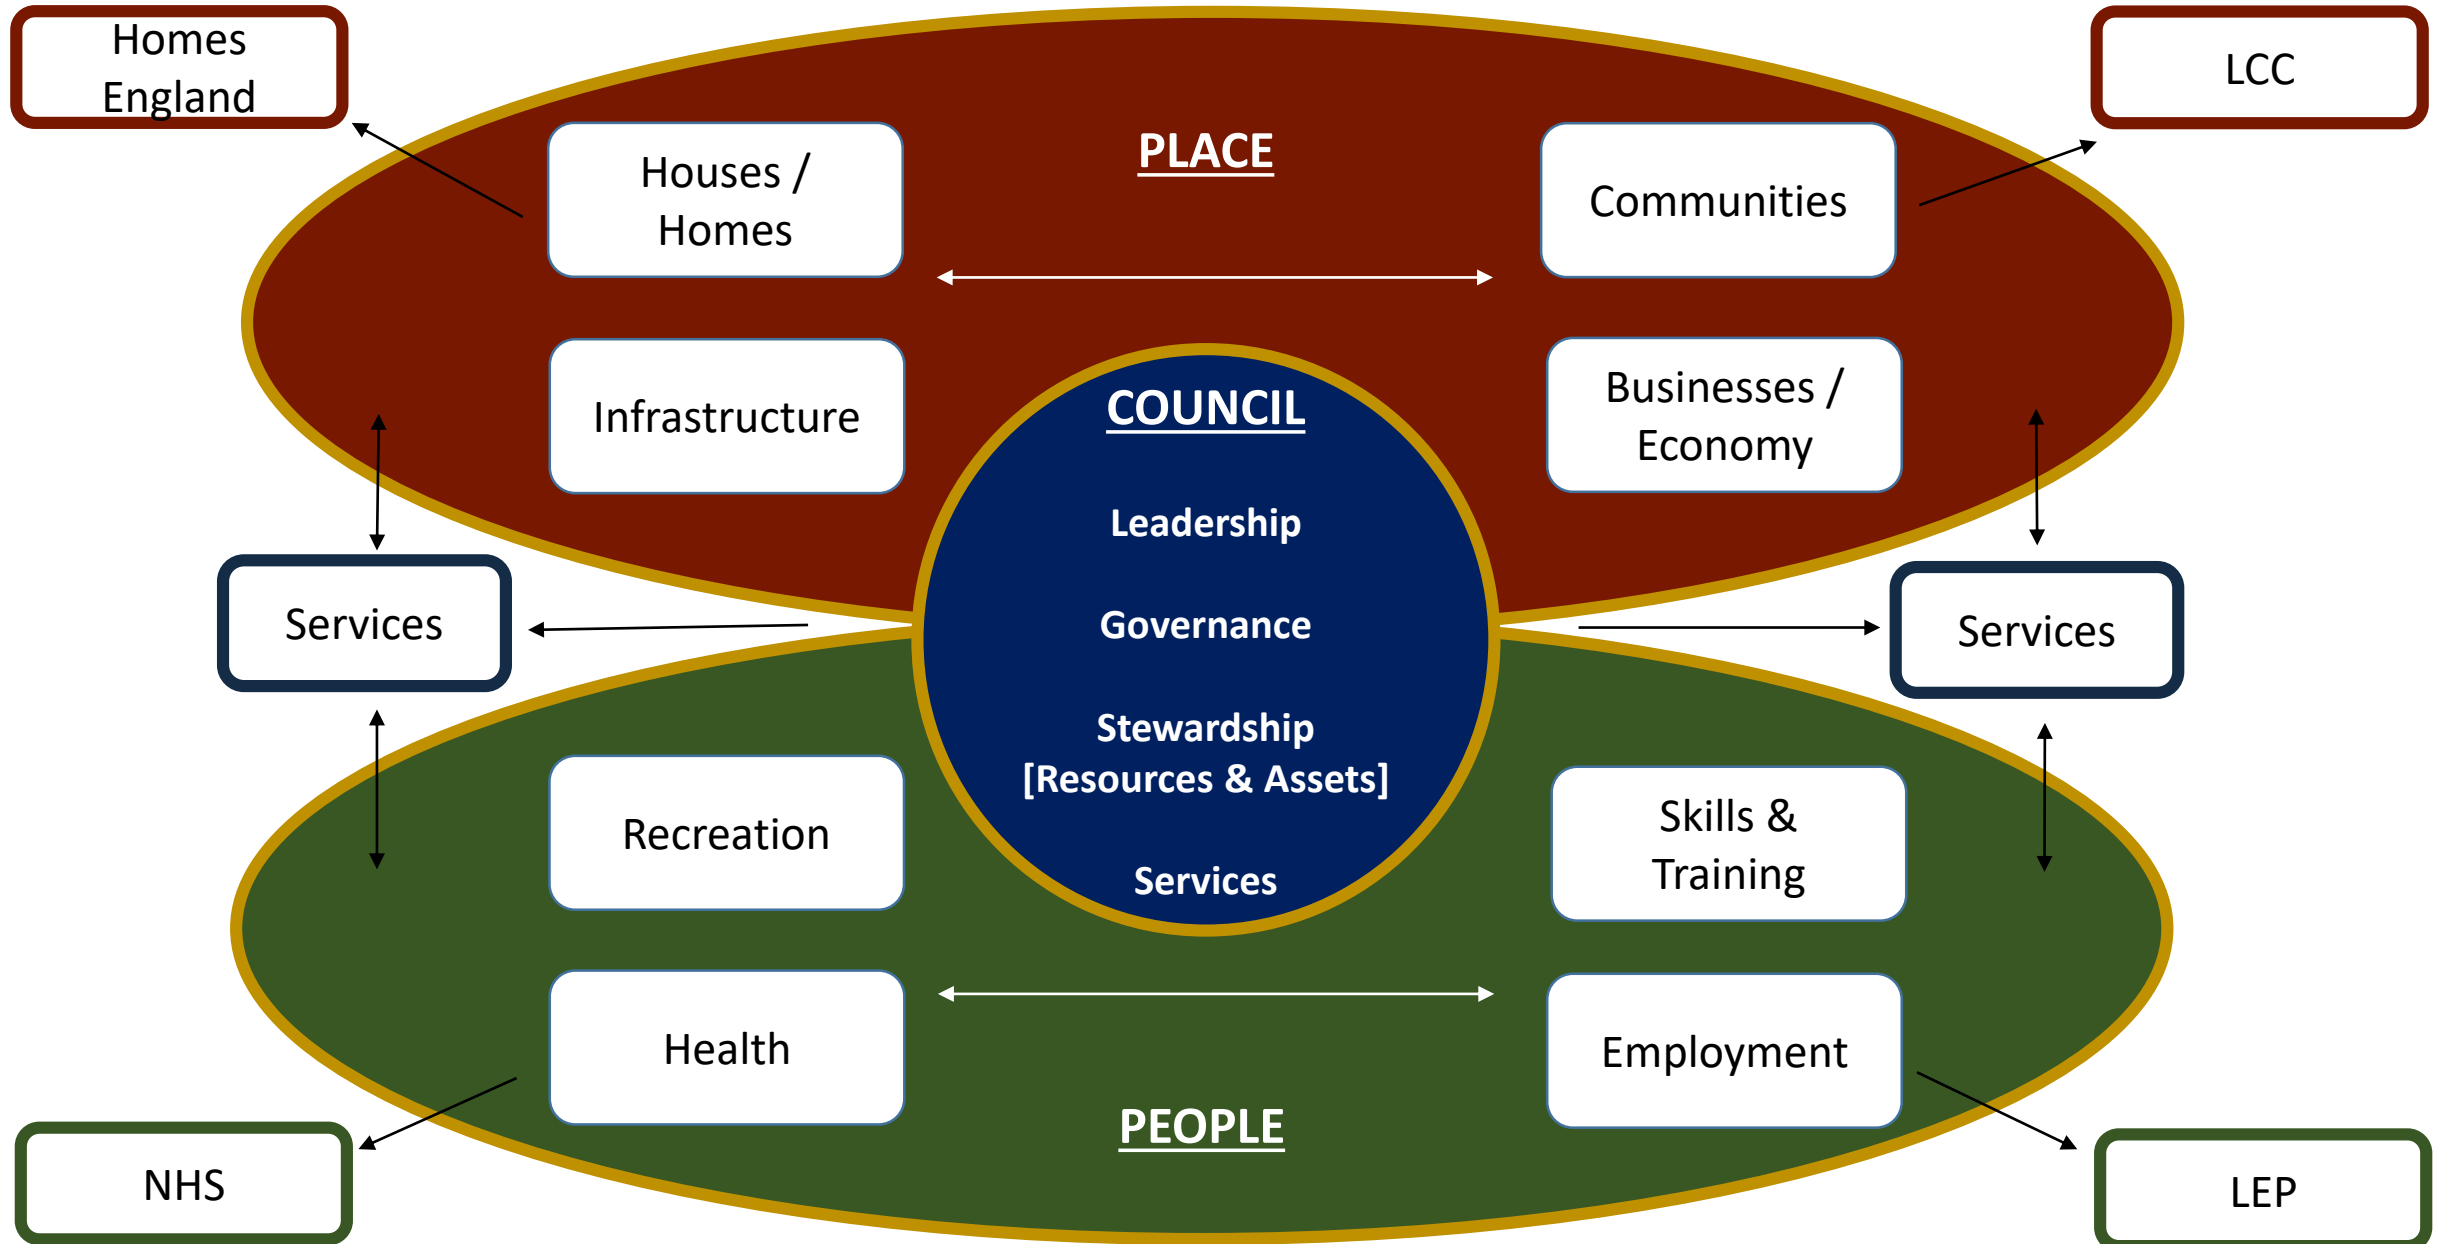 Homes
England
LCC
PLACE
Houses /
Homes
Communities
Infrastructure
Businesses /
Economy
COUNCIL
Leadership
Governance
Stewardship
[Resources & Assets]
Services
Services
Services
Recreation
Skills &
Training
Health
Employment
PEOPLE
NHS
LEP